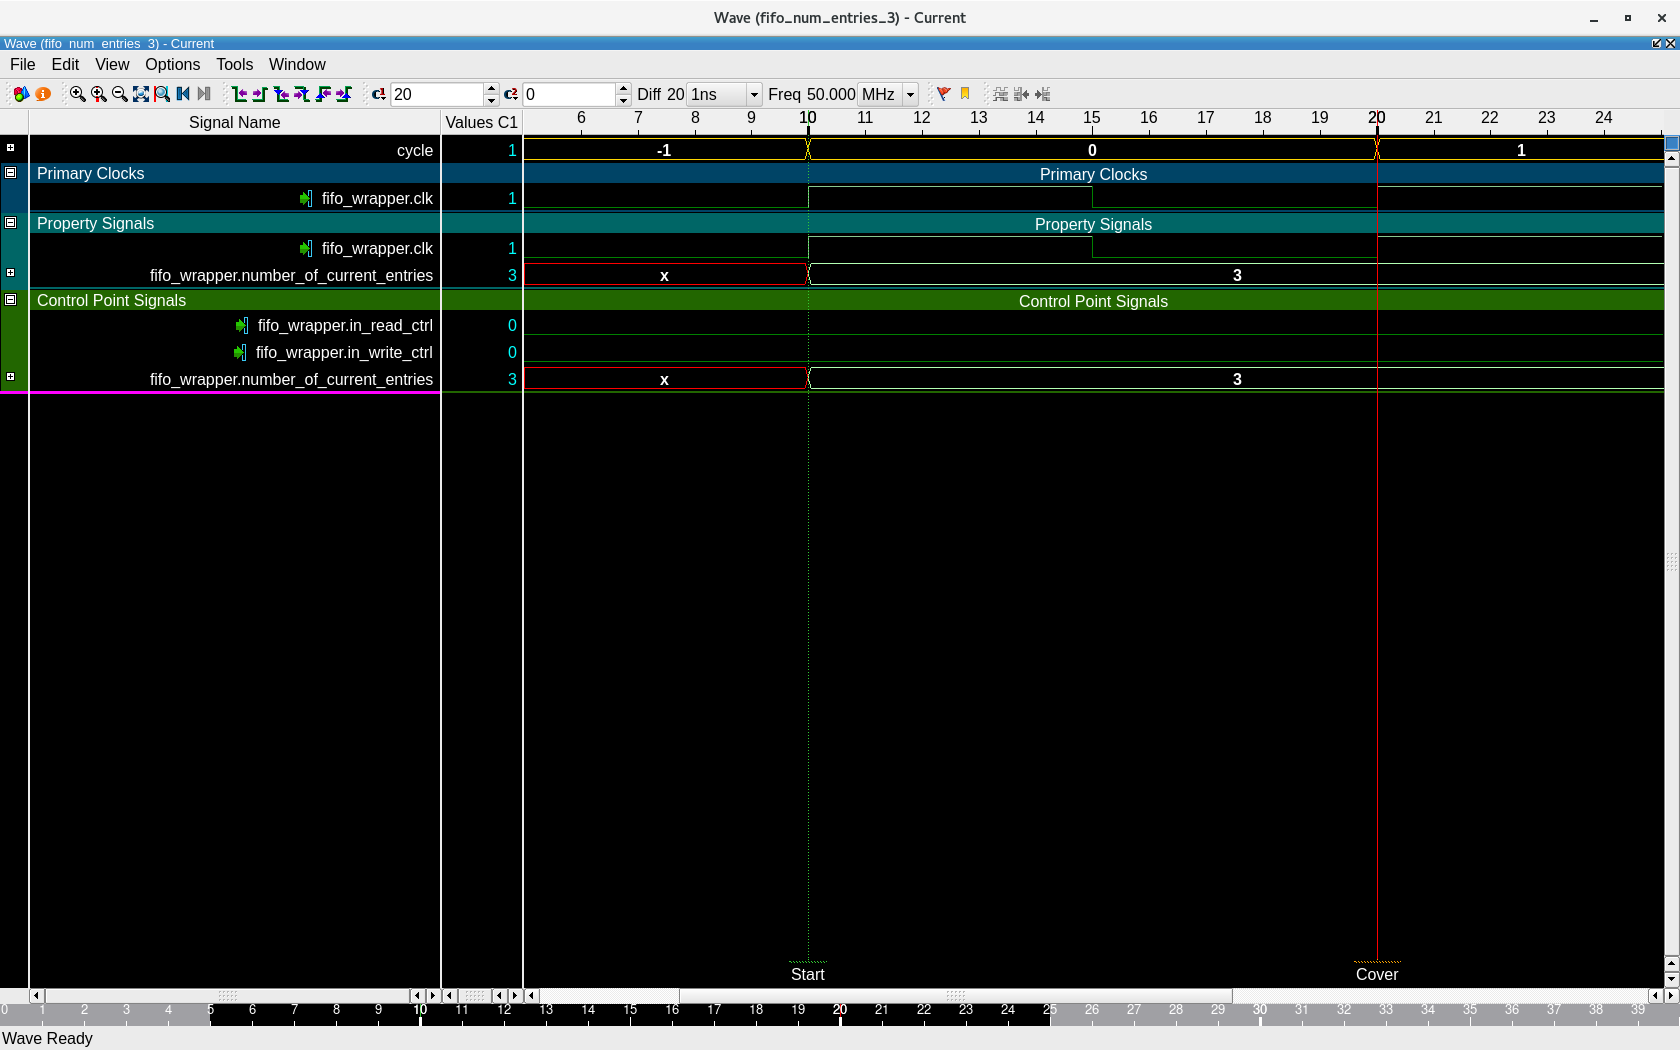 Wave (fifo_num_entries_3) - Current
Wave (fifo_num_entries_3) - Current
File Edit View Options Tools Window
20 0 Diff 20 1ns Freq 50.000 MHz
Signal Name Values C1 6 7 8 9 10 11 12 13 14 15 16 17 18 19 20 21 22 23 24
cycle 1 -1 0 1
Primary Clocks Primary Clocks
fifo_wrapper.clk 1
Property Signals Property Signals
fifo_wrapper.clk 1
fifo_wrapper.number_of_current_entries 3 x 3
Control Point Signals Control Point Signals
fifo_wrapper.in_read_ctrl 0
fifo_wrapper.in_write_ctrl 0
fifo_wrapper.number_of_current_entries 3 x 3
Start Cover
0 1 2 3 4 5 6 7 8 9 10 11 12 13 14 15 16 17 18 19 20 21 22 23 24 25 26 27 28 29 30 31 32 33 34 35 36 37 38 39
Wave Ready